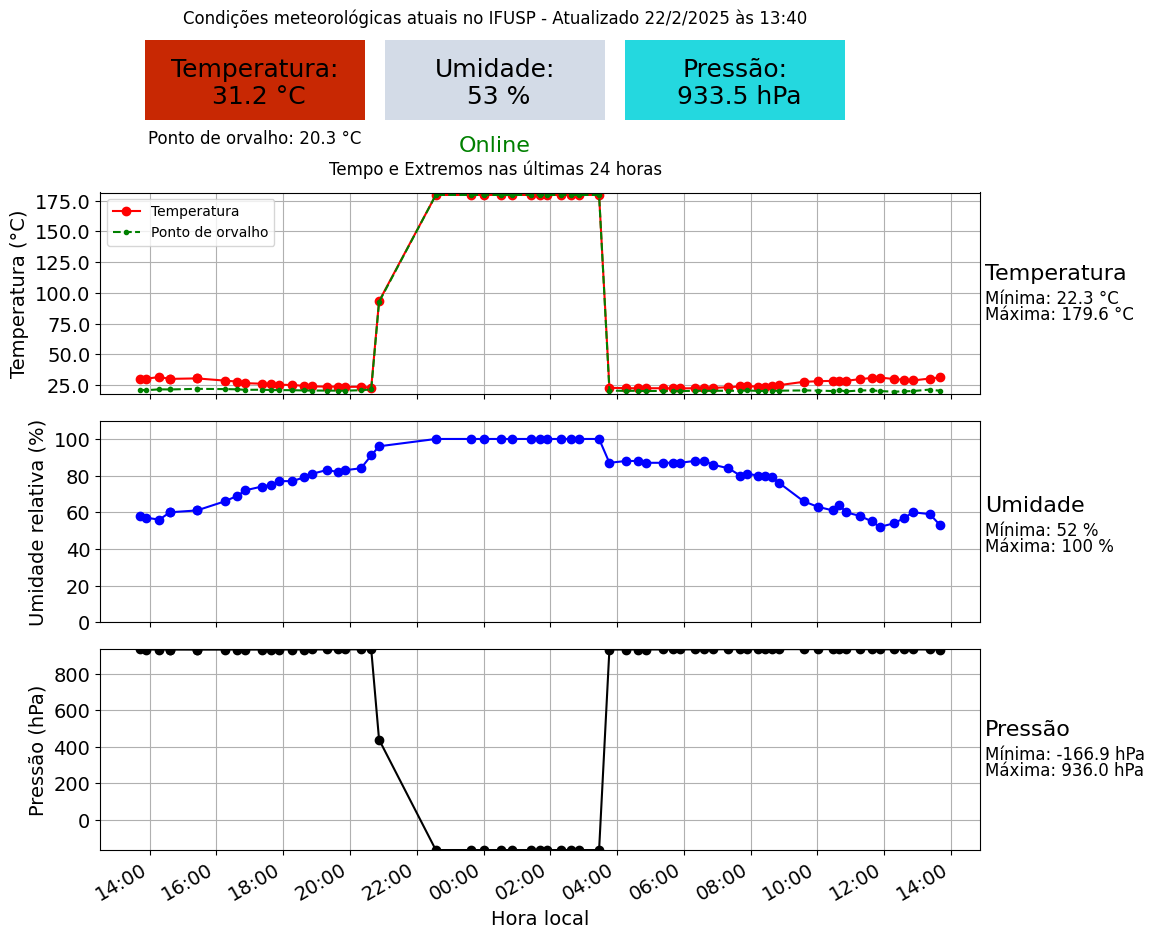 Condições meteorológicas atuais no IFUSP - Atualizado 22/2/2025 às 13:40
Temperatura:
31.2 °C
Umidade:
53 %
Pressão:
933.5 hPa
Ponto de orvalho: 20.3 °C
Online
Tempo e Extremos nas últimas 24 horas
Temperatura (°C)
175.0
150.0
125.0
100.0
75.0
50.0
25.0
Temperatura
Ponto de orvalho
Temperatura
Mínima: 22.3 °C
Máxima: 179.6 °C
Umidade relativa (%)
100
80
60
40
20
0
Umidade
Mínima: 52 %
Máxima: 100 %
Pressão (hPa)
800
600
400
200
0
Pressão
Mínima: -166.9 hPa
Máxima: 936.0 hPa
14:00 16:00 18:00 20:00 22:00 00:00 02:00 04:00 06:00 08:00 10:00 12:00 14:00
Hora local